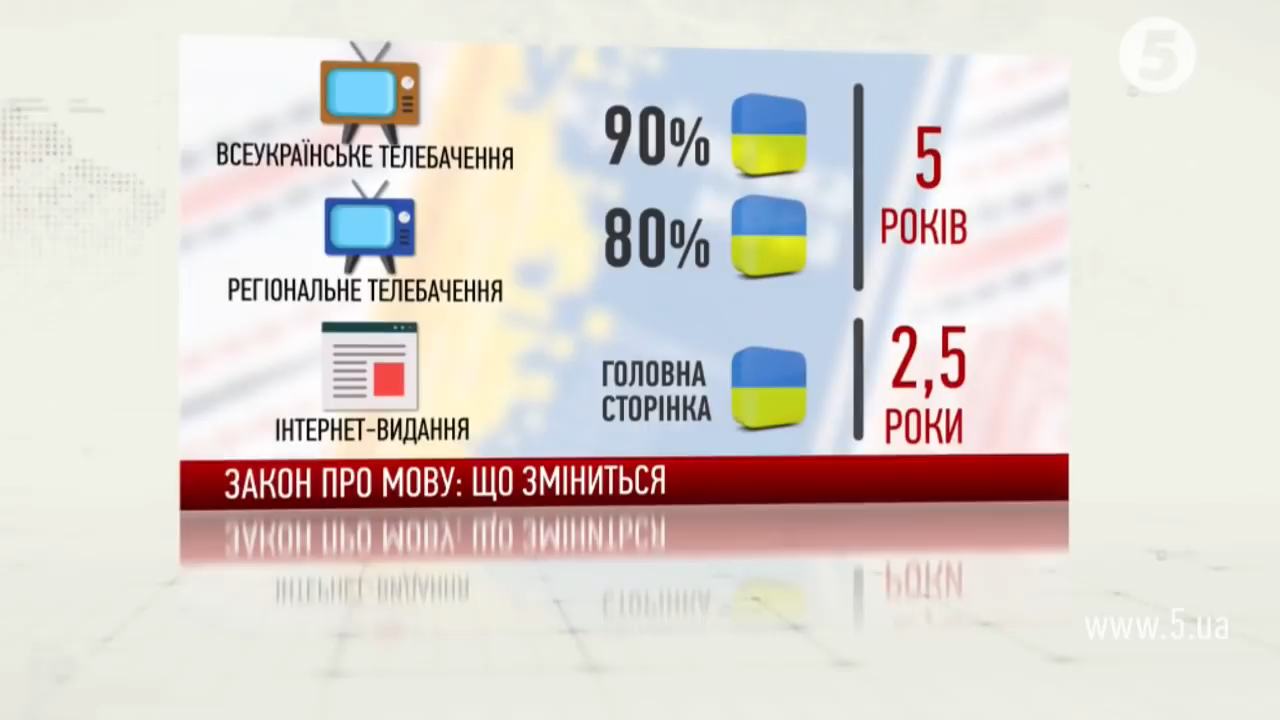 5
ВСЕУКРАЇНСЬКЕ ТЕЛЕБАЧЕННЯ
90%
5
РОКІВ
РЕГІОНАЛЬНЕ ТЕЛЕБАЧЕННЯ
80%
ІНТЕРНЕТ-ВИДАННЯ
ГОЛОВНА
СТОРІНКА
2,5
РОКИ
ЗАКОН ПРО МОВУ: ЩО ЗМІНИТЬСЯ
www.5.ua